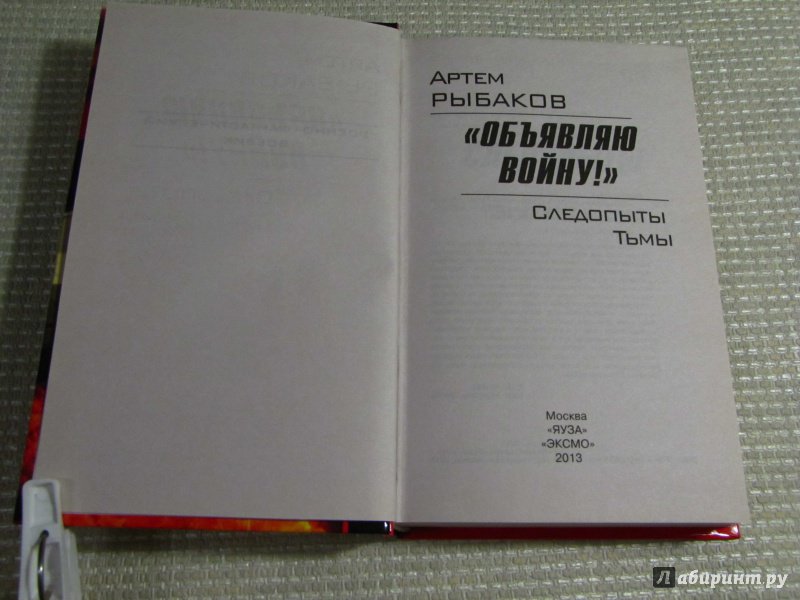 Артем
Рыбаков
«ОБЪЯВЛЯЮ
ВОЙНУ!»
Следопыты
Тьмы
Москва
«ЯУЗА»
«ЭКСМО»
2013
Лабиринт.ру